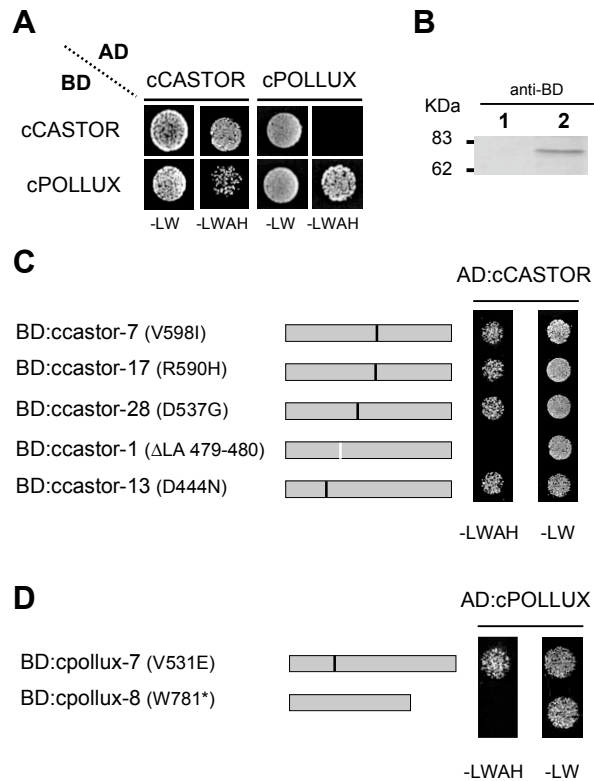 A
AD
BD
cCASTOR cPOLLUX
cCASTOR
cPOLLUX
-LW -LWAH -LW -LWAH
B
anti-BD
KDa 1 2
83
62
C
AD:cCASTOR
BD:ccastor-7 (V598I)
BD:ccastor-17 (R590H)
BD:ccastor-28 (D537G)
BD:ccastor-1 (ΔLA 479-480)
BD:ccastor-13 (D444N)
-LWAH -LW
D
AD:cPOLLUX
BD:cpollux-7 (V531E)
BD:cpollux-8 (W781*)
-LWAH -LW